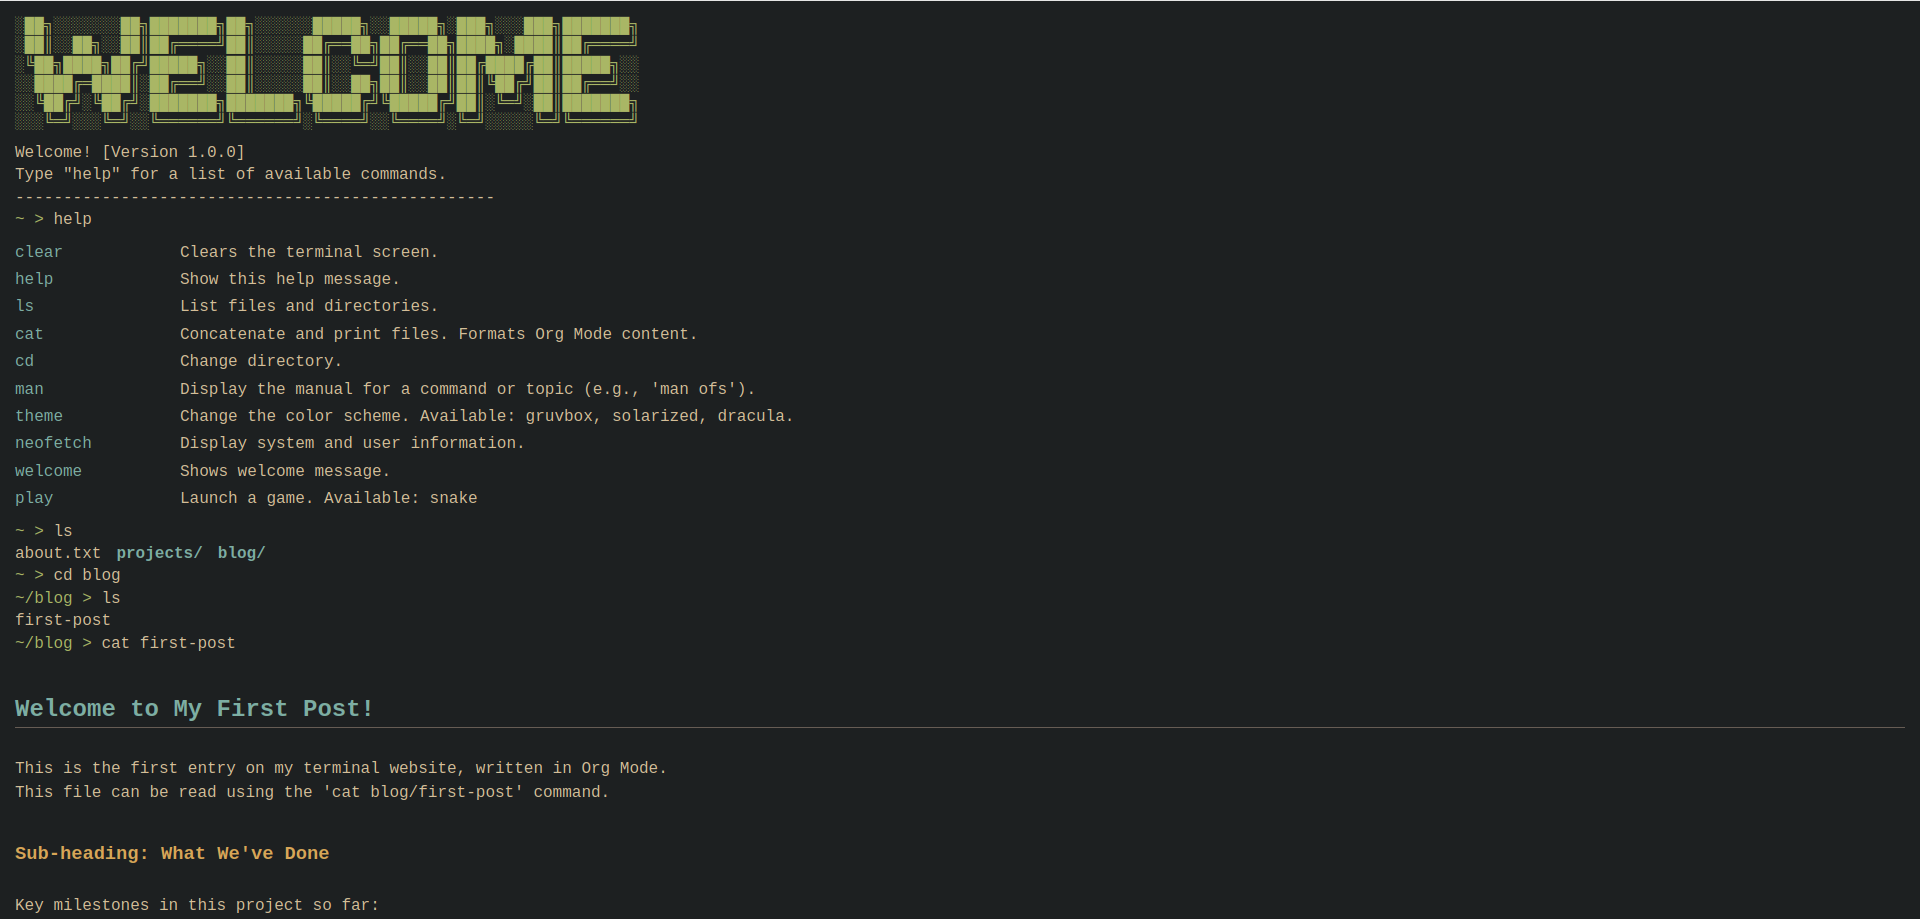 WELCOME
Welcome! [Version 1.0.0]
Type "help" for a list of available commands.
--------------------------------------------------
~ > help
clear Clears the terminal screen.
help Show this help message.
ls List files and directories.
cat Concatenate and print files. Formats Org Mode content.
cd Change directory.
man Display the manual for a command or topic (e.g., 'man ofs').
theme Change the color scheme. Available: gruvbox, solarized, dracula.
neofetch Display system and user information.
welcome Shows welcome message.
play Launch a game. Available: snake
~ > ls
about.txt projects/ blog/
~ > cd blog
~/blog > ls
first-post
~/blog > cat first-post
Welcome to My First Post!
This is the first entry on my terminal website, written in Org Mode.
This file can be read using the 'cat blog/first-post' command.
Sub-heading: What We've Done
Key milestones in this project so far: